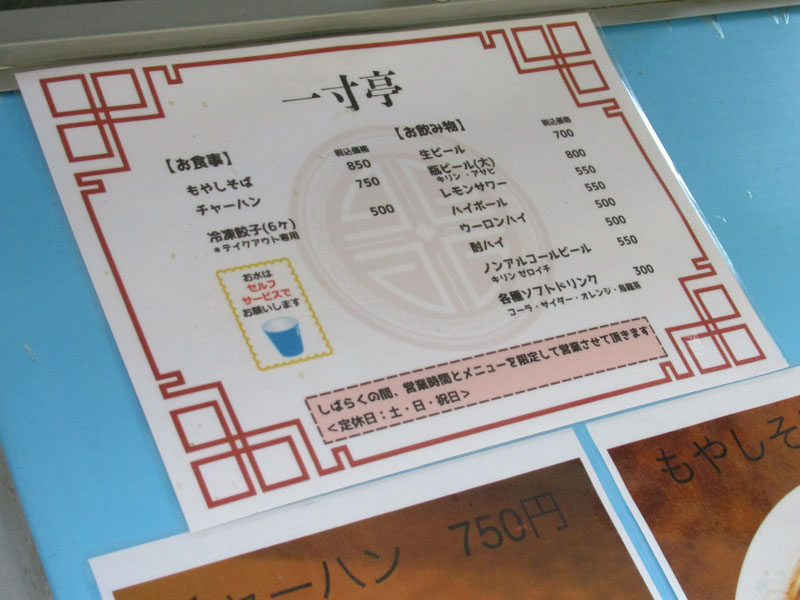 一寸亭
【お食事】
税込価格
もやしそば 850
チャーハン 750
冷凍餃子(6ケ) 500
*テイクアウト専用
お水は
セルフ
サービスで
お願いします
【お飲み物】
税込価格
生ビール 700
瓶ビール(大) 800
キリン・アサヒ
レモンサワー 550
ハイボール 550
ウーロンハイ 500
酎ハイ 500
ノンアルコールビール 550
キリン ゼロイチ
各種ソフトドリンク 300
コーラ・サイダー・オレンジ・烏龍茶
しばらくの間、営業時間とメニューを限定して営業させて頂きます
<定休日：土・日・祝日>
チャーハン 750円
もやしそ